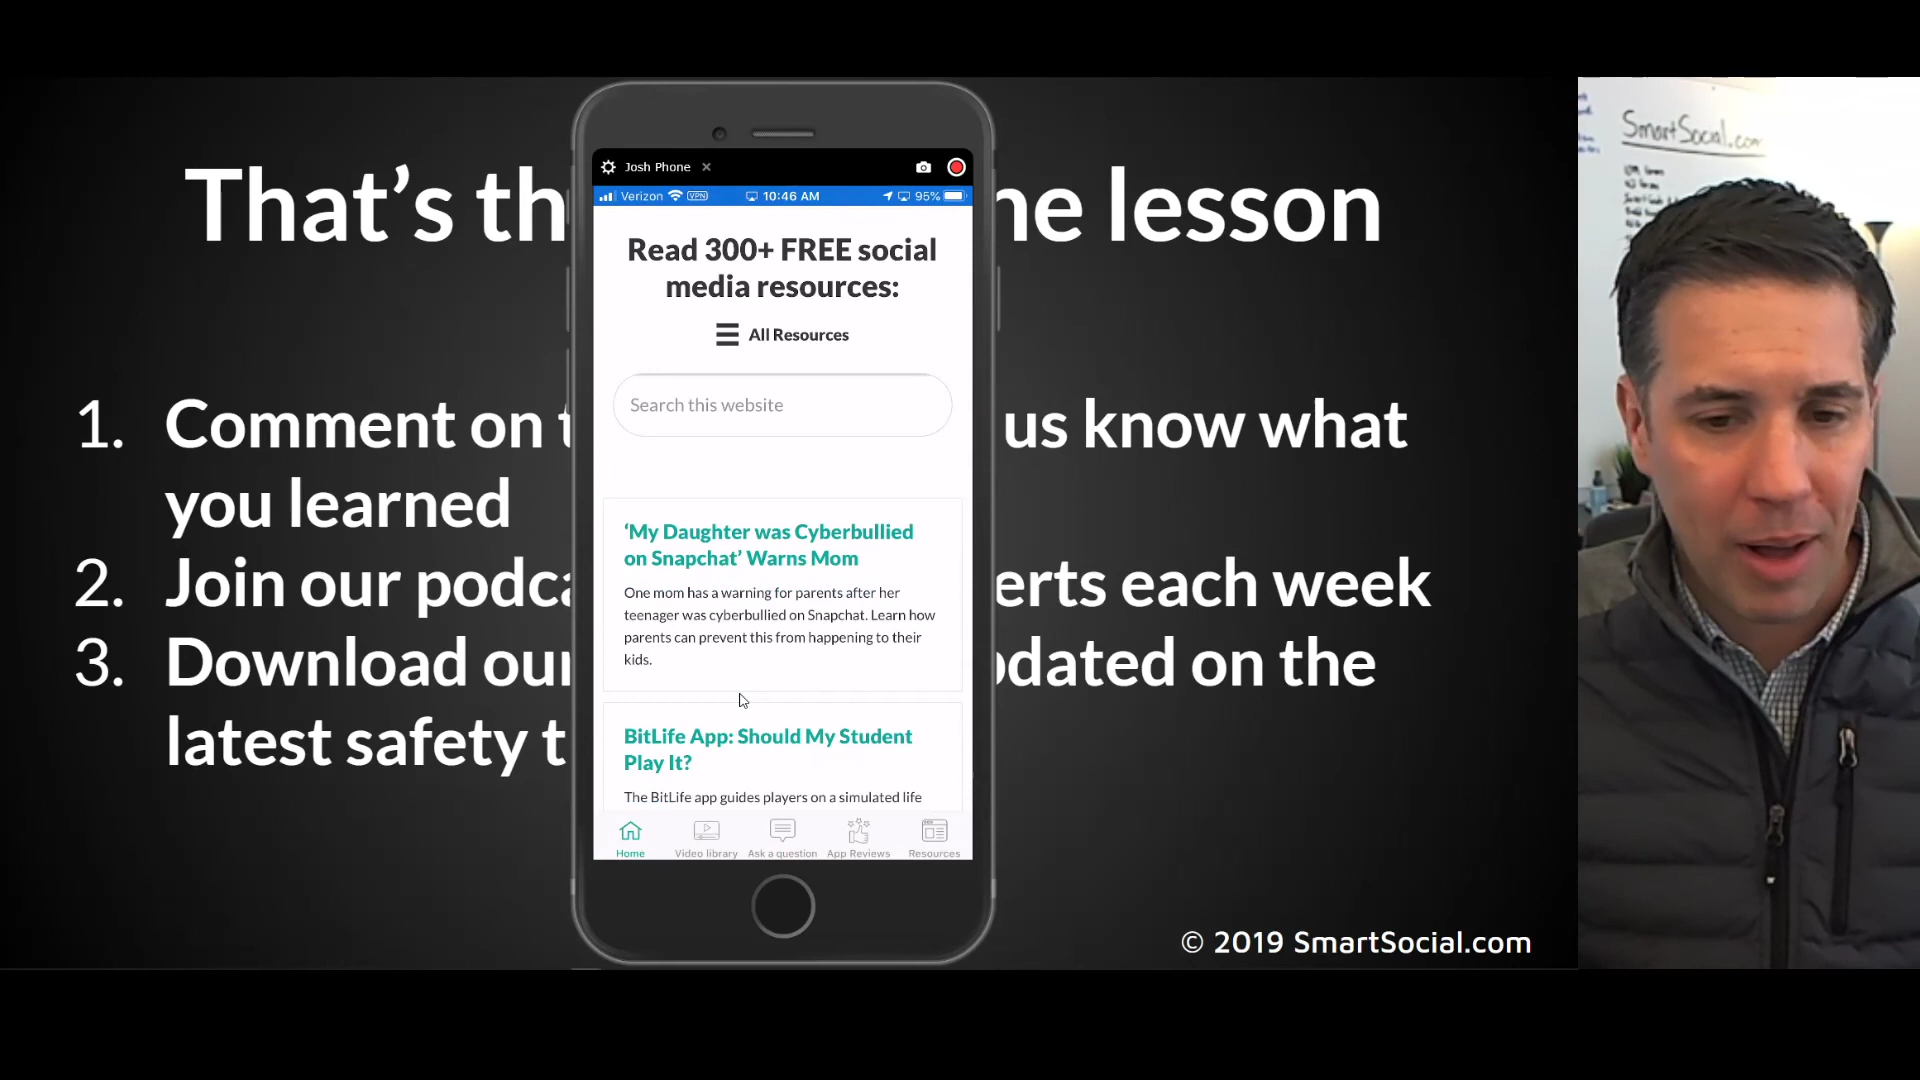 That's th
ne lesson
1. Comment on t
us know what
you learned
2. Join our podca
erts each week
3. Download our
pdated on the
latest safety t
© 2019 SmartSocial.com
Josh Phone
Verizon VPN 10:46 AM 95%
Read 300+ FREE social
media resources:
All Resources
Search this website
‘My Daughter was Cyberbullied
on Snapchat’ Warns Mom
One mom has a warning for parents after her
teenager was cyberbullied on Snapchat. Learn how
parents can prevent this from happening to their
kids.
BitLife App: Should My Student
Play It?
The BitLife app guides players on a simulated life
Home Video library Ask a question App Reviews Resources
SmartSocial.com